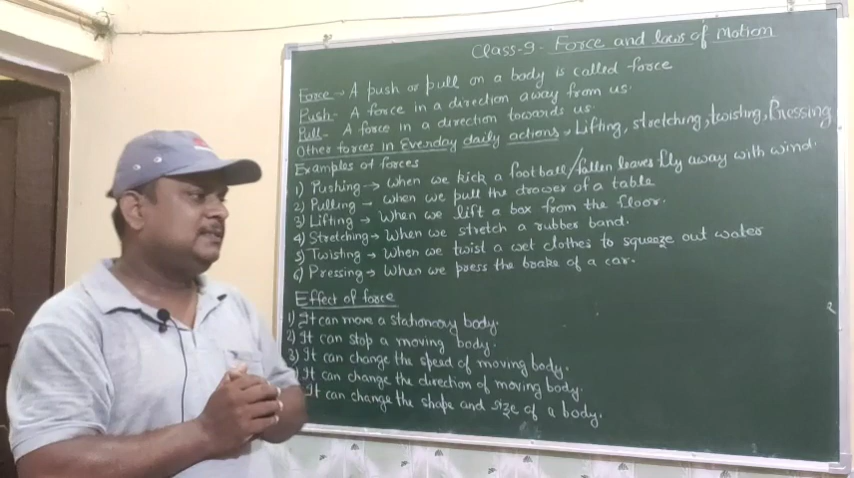 Class-9- Force and laws of Motion
Force → A push or pull on a body is called force
Push- A force in a direction away from us.
Pull- A force in a direction towards us.
Other forces in Everyday daily actions → Lifting, stretching, twisting, Pressing
Examples of forces
1) Pushing → When we kick a football/fallen leaves fly away with wind.
2) Pulling → when we pull the drower of a table
3) Lifting → When we lift a box from the floor.
4) Stretching → When we stretch a rubber band.
5) Twisting → When we twist a wet clothes to squeeze out water
6) Pressing → When we press the brake of a car.
Effect of force
1) It can move a stationary body.
2) It can stop a moving body.
3) It can change the speed of moving body.
) It can change the direction of moving body.
It can change the shape and size of a body.